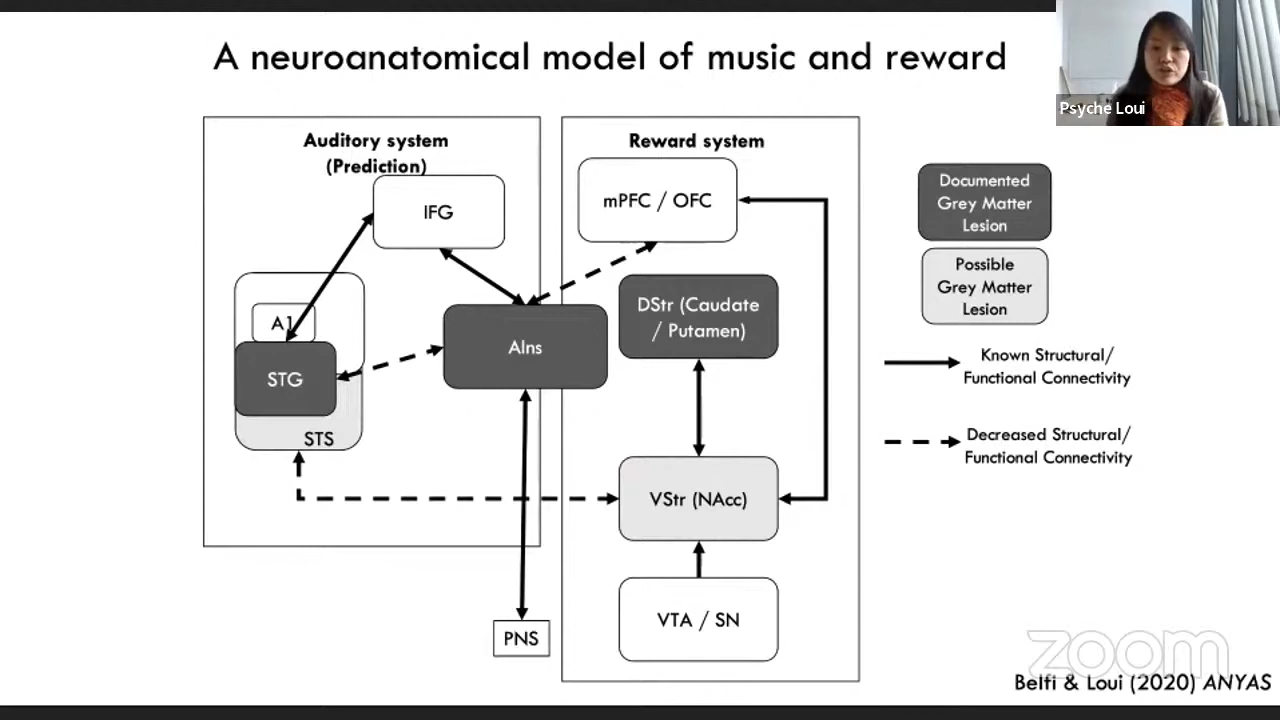 A neuroanatomical model of music and reward
Psyche Loui
Auditory system
(Prediction)
IFG
A1
STG
STS
AIns
PNS
Reward system
mPFC / OFC
DStr (Caudate
/ Putamen)
VStr (NAcc)
VTA / SN
Documented
Grey Matter
Lesion
Possible
Grey Matter
Lesion
Known Structural/
Functional Connectivity
Decreased Structural/
Functional Connectivity
zoom
Belfi & Loui (2020) ANYAS